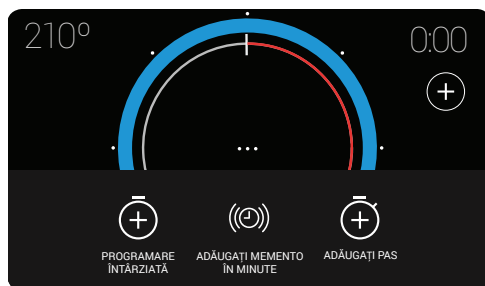 210º
0:00
PROGRAMARE
ÎNTÂRZIATĂ
ADĂUGAȚI MEMENTO
ÎN MINUTE
ADĂUGAȚI PAS